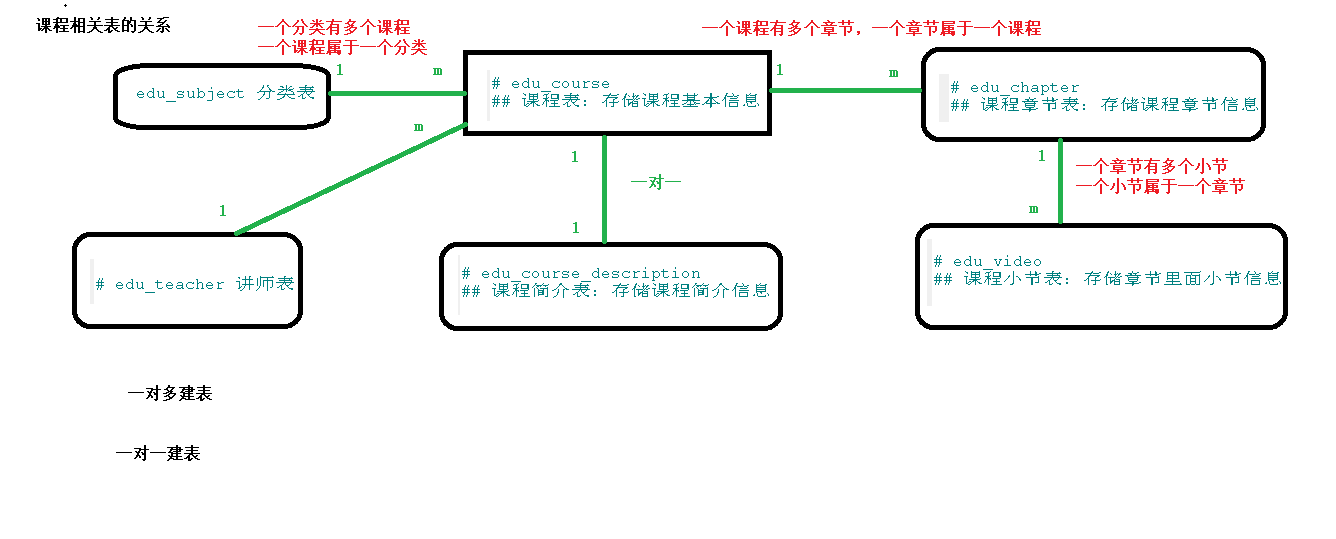 课程相关表的关系
一个分类有多个课程
一个课程属于一个分类
一个课程有多个章节，一个章节属于一个课程
1
m
1
m
edu_subject 分类表
# edu_course
## 课程表：存储课程基本信息
# edu_chapter
## 课程章节表：存储课程章节信息
m
1
1
一对一
1
1
m
一个章节有多个小节
一个小节属于一个章节
# edu_teacher 讲师表
# edu_course_description
## 课程简介表：存储课程简介信息
# edu_video
## 课程小节表：存储章节里面小节信息
一对多建表
一对一建表